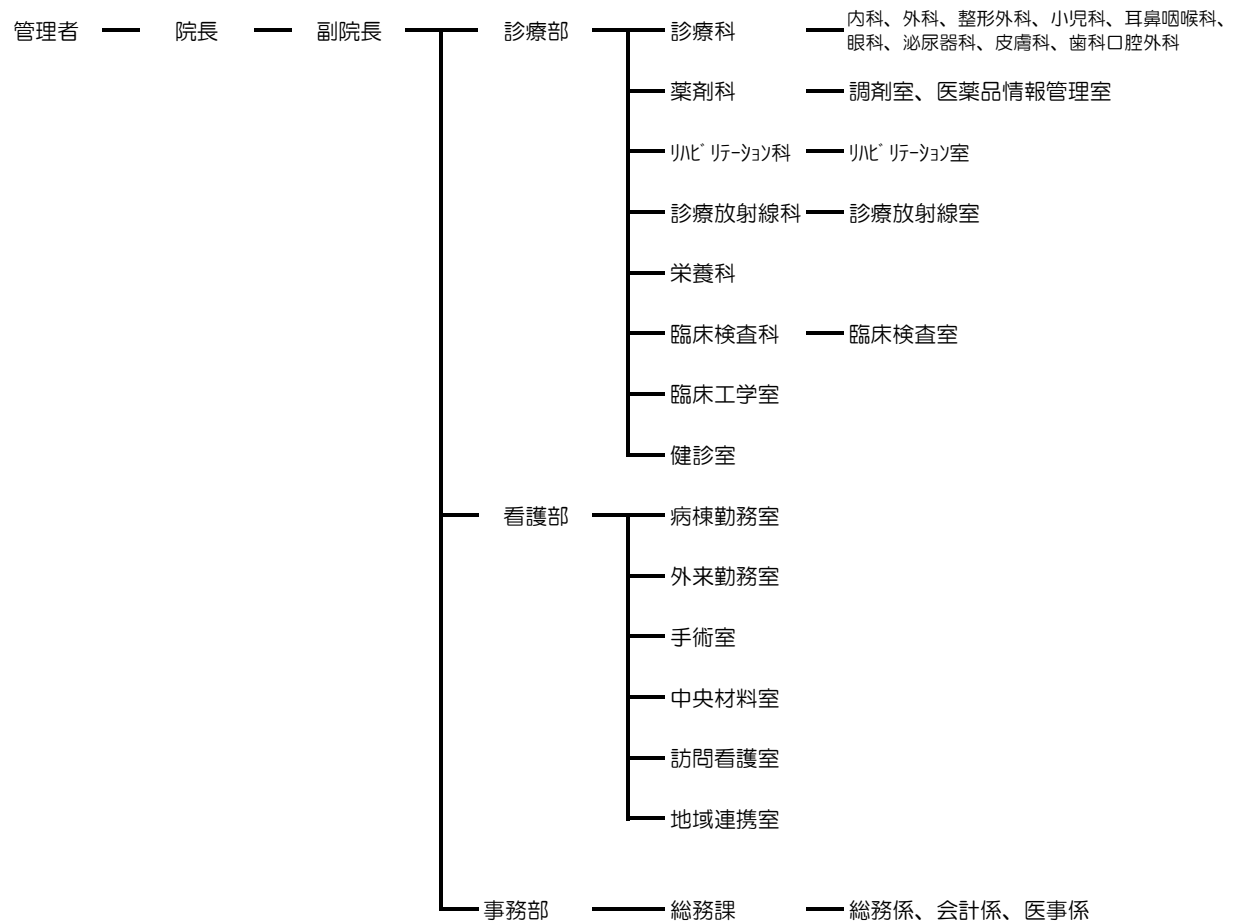 管理者 院長 副院長 診療部 診療科 内科、外科、整形外科、小児科、耳鼻咽喉科、
眼科、泌尿器科、皮膚科、歯科口腔外科
薬剤科 調剤室、医薬品情報管理室
ﾘﾊﾋﾞﾘﾃｰｼｮﾝ科 ﾘﾊﾋﾞﾘﾃｰｼｮﾝ室
診療放射線科 診療放射線室
栄養科
臨床検査科 臨床検査室
臨床工学室
健診室
看護部 病棟勤務室
外来勤務室
手術室
中央材料室
訪問看護室
地域連携室
事務部 総務課 総務係、会計係、医事係